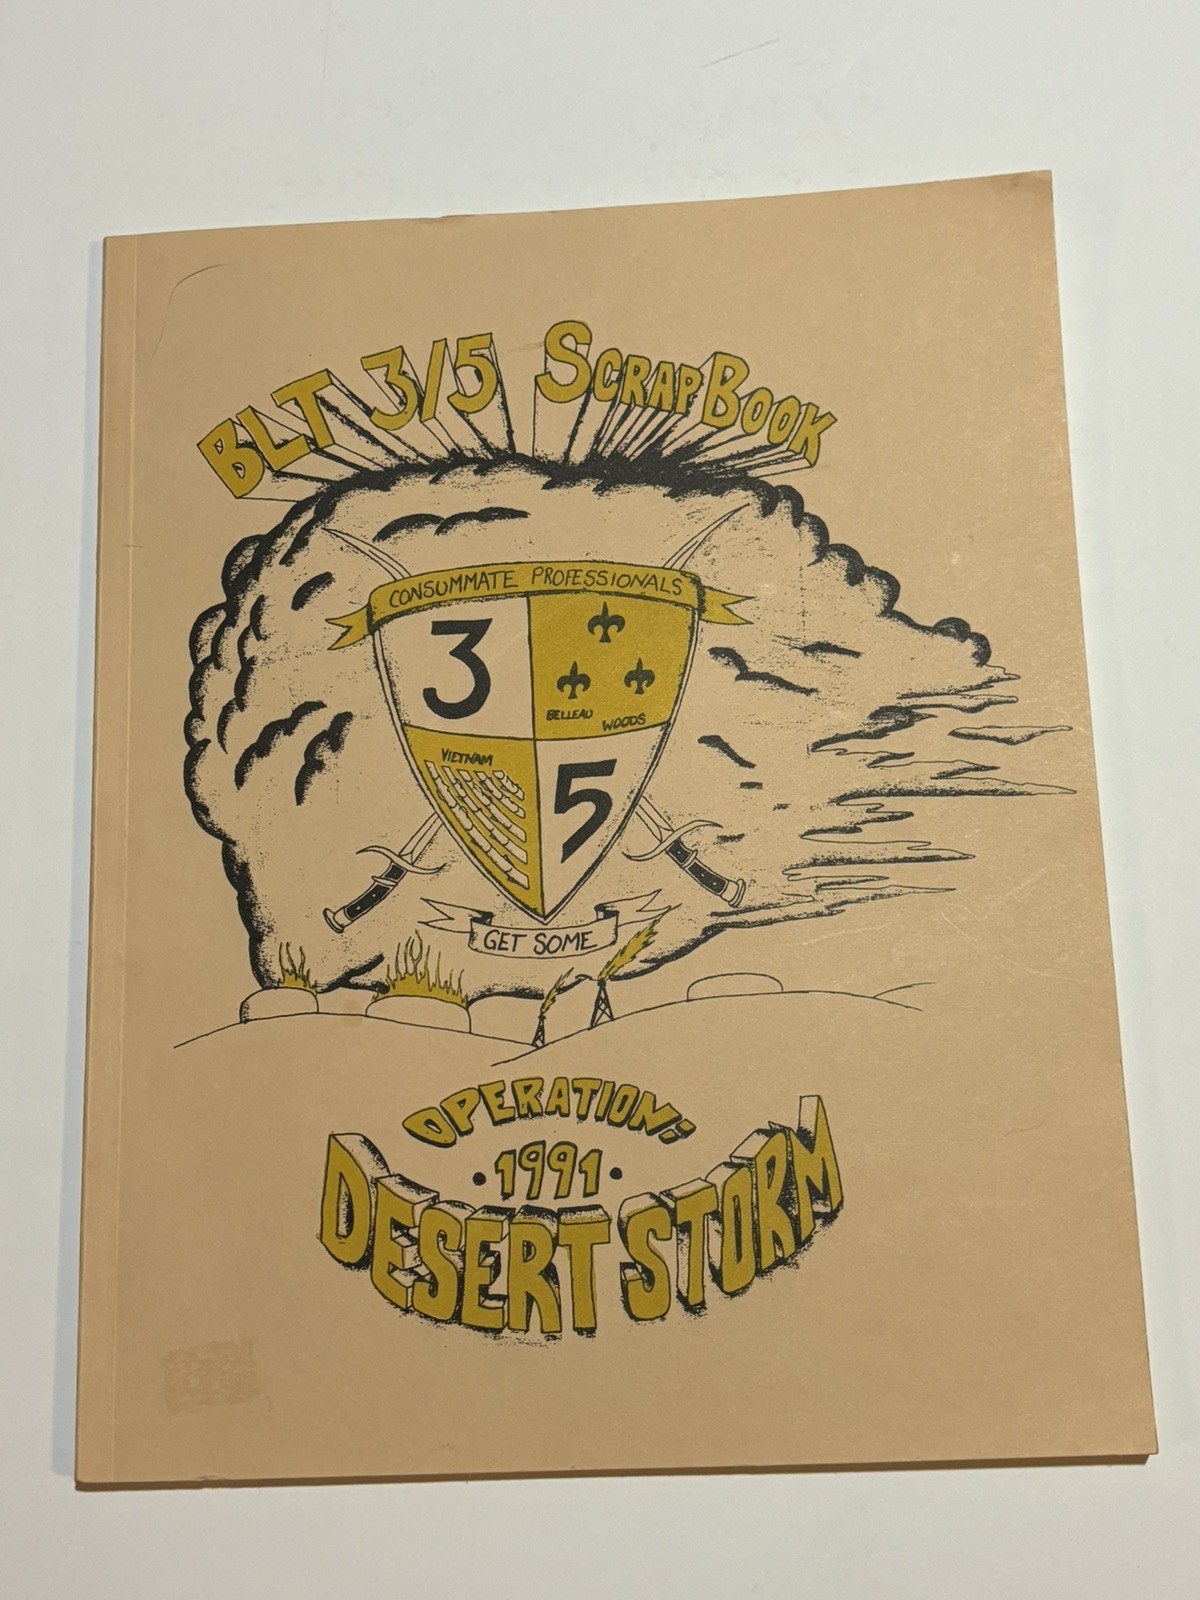 BLT 3/5 SCRAPBOOK
CONSUMMATE PROFESSIONALS
3
BELLEAU WOODS
VIETNAM
5
GET SOME
OPERATION:
·1991·
DESERT STORM